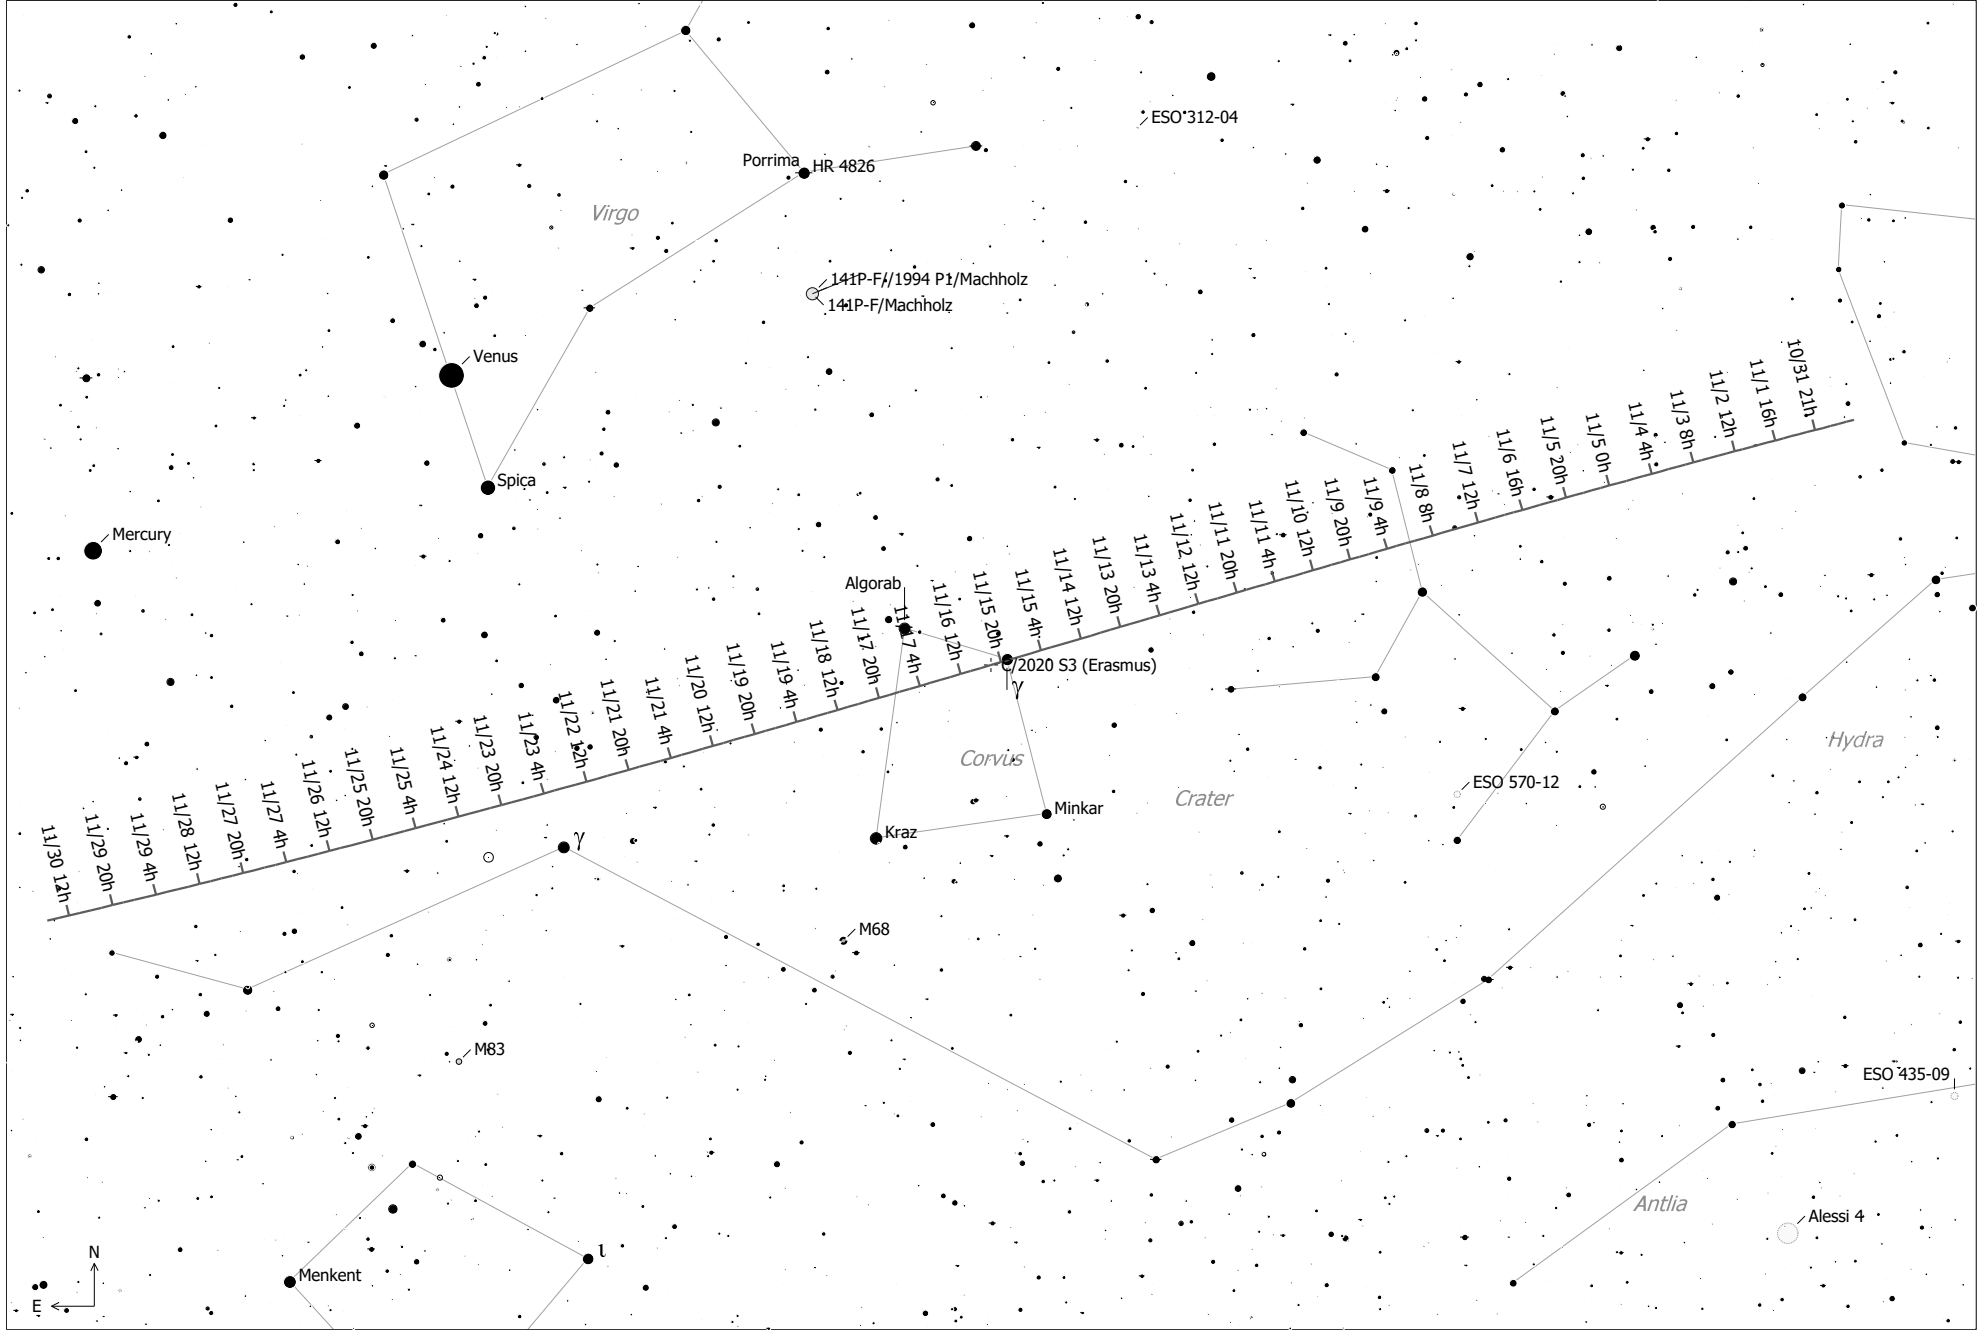 ESO 312-04
Porrima
HR 4826
Virgo
141P-F/1994 P1/Machholz
141P-F/Machholz
Venus
Spica
Mercury
10/31 21h
11/1 16h
11/2 12h
11/3 8h
11/4 4h
11/5 0h
11/5 20h
11/6 16h
11/7 12h
11/8 8h
11/9 4h
11/9 20h
11/10 12h
11/11 4h
11/11 20h
11/12 12h
11/13 4h
11/13 20h
11/14 12h
11/15 4h
11/15 20h
11/16 12h
11/17 4h
11/17 20h
11/18 12h
11/19 4h
11/19 20h
11/20 12h
11/21 4h
11/21 20h
11/22 12h
11/23 4h
11/23 20h
11/24 12h
11/25 4h
11/25 20h
11/26 12h
11/27 4h
11/27 20h
11/28 12h
11/29 4h
11/29 20h
11/30 12h
Algorab
C/2020 S3 (Erasmus)
γ
Corvus
Hydra
ESO 570-12
Crater
Minkar
Kraz
γ
M68
M83
ESO 435-09
Antlia
Alessi 4
ι
Menkent
N
E